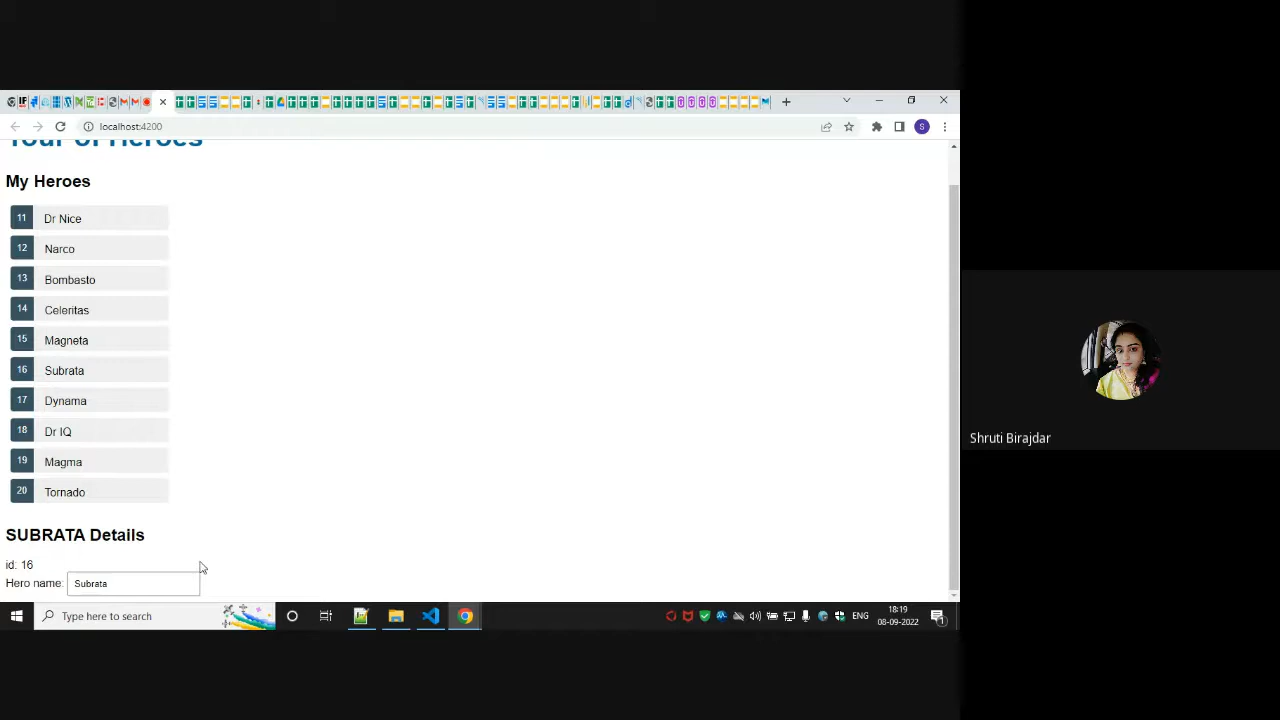 localhost:4200
Tour of Heroes
My Heroes
11 Dr Nice
12 Narco
13 Bombasto
14 Celeritas
15 Magneta
16 Subrata
17 Dynama
18 Dr IQ
19 Magma
20 Tornado
SUBRATA Details
id: 16
Hero name: Subrata
Shruti Birajdar
Type here to search
ENG
18:19
08-09-2022
S
1